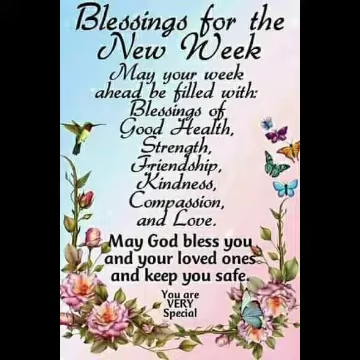 Blessings for the
New Week
May your week
ahead be filled with:
Blessings of
Good Health,
Strength,
Friendship,
Kindness,
Compassion,
and Love.
May God bless you
and your loved ones
and keep you safe.
You are
VERY
Special